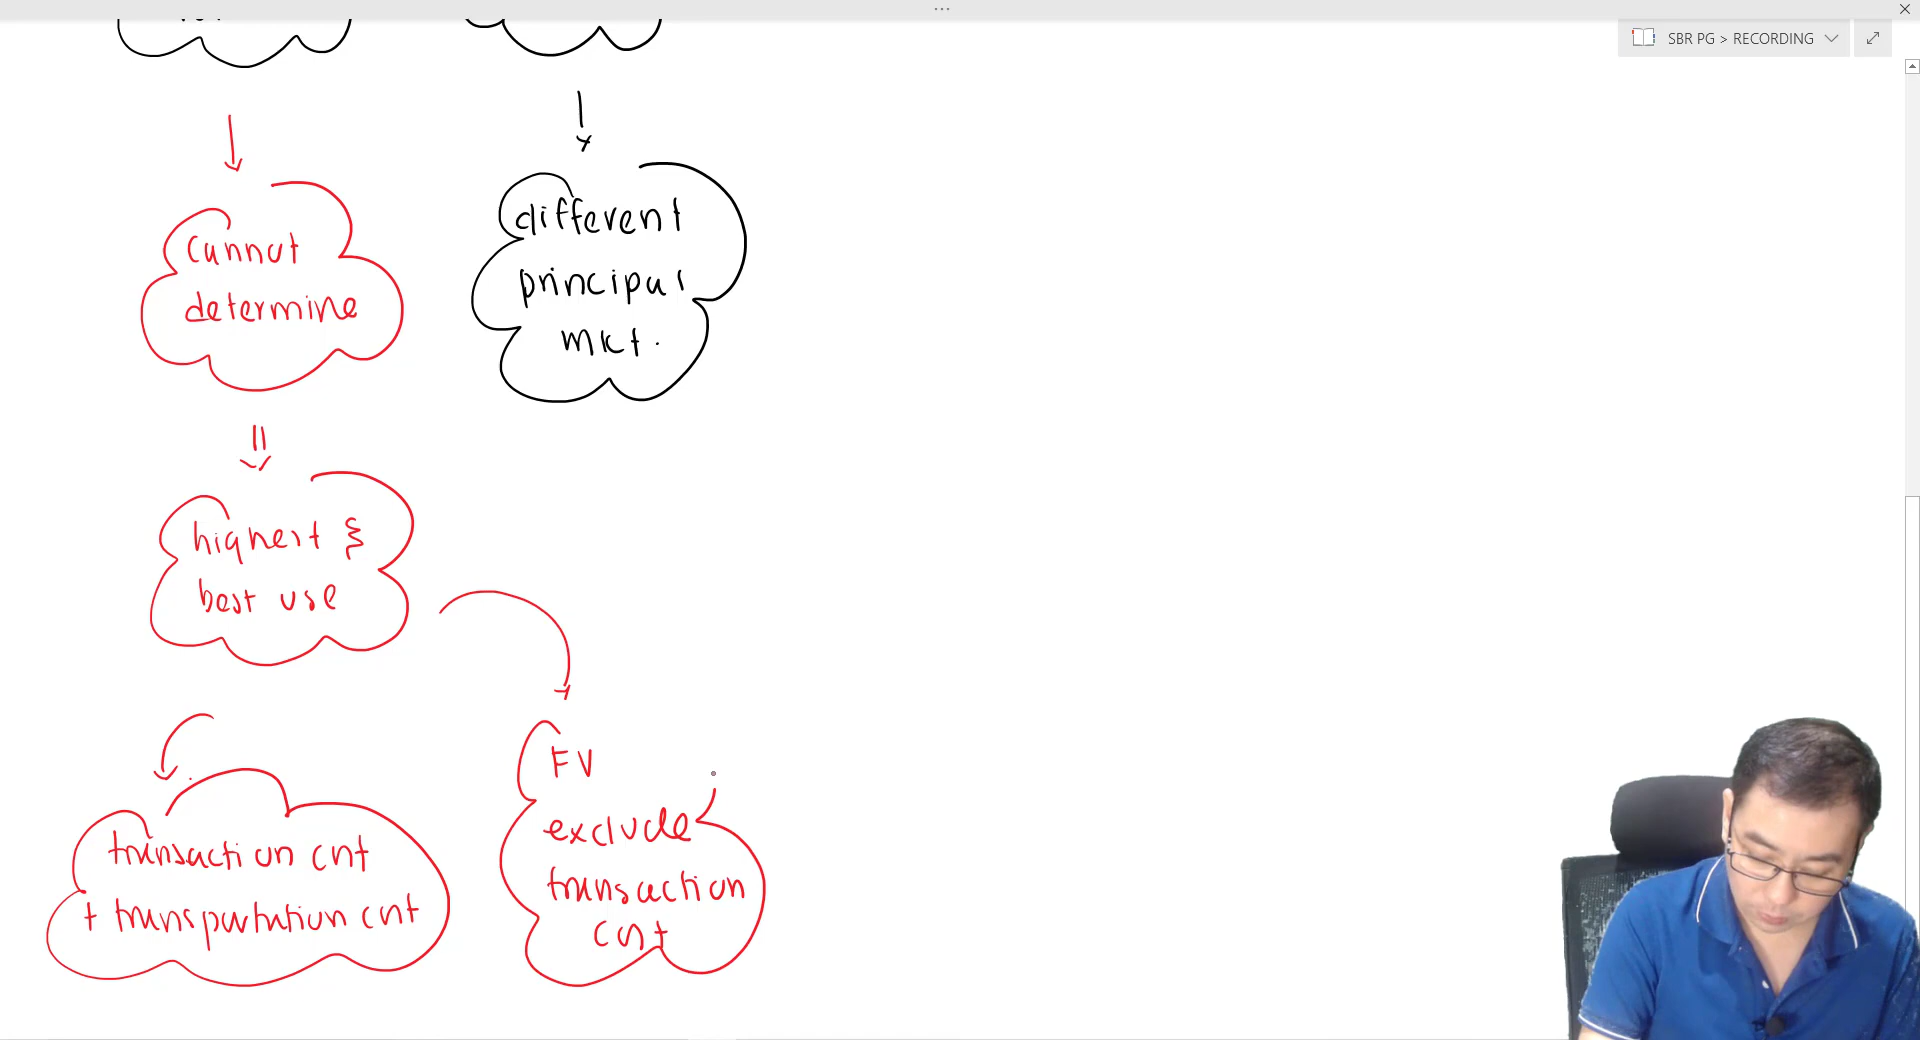 SBR PG > RECORDING
cannot
determine
different
principal
mkt.
highest &
best use
transaction cost
+ transportation cost
FV
exclude
transaction
cost